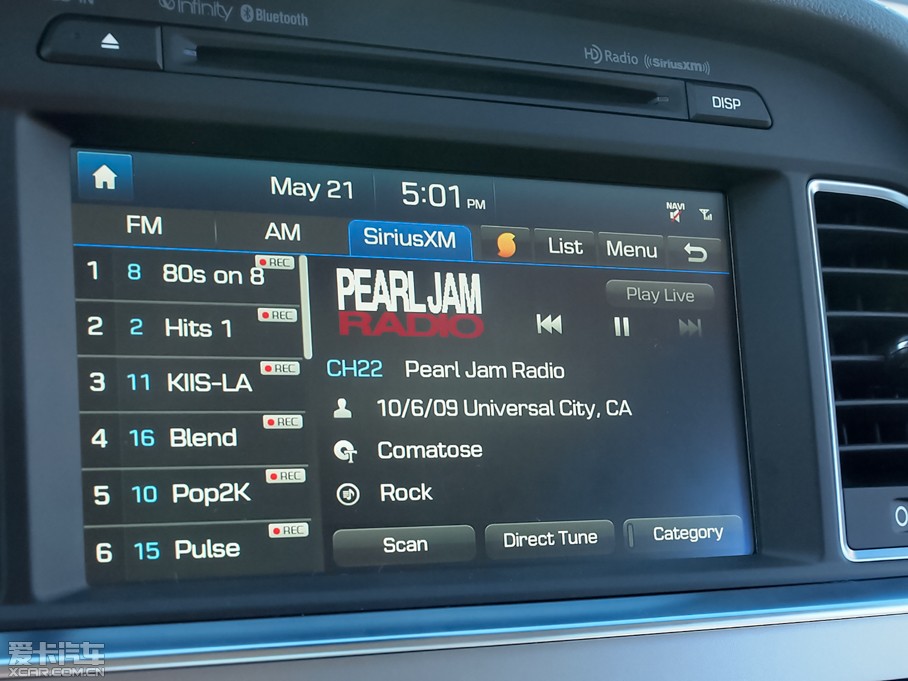 infinity Bluetooth
HD Radio ((SiriusXM))
DISP
May 21 5:01 PM
NAVI
FM AM SiriusXM List Menu
1 8 80s on 8 REC
2 2 Hits 1 REC
3 11 KIIS-LA REC
4 16 Blend REC
5 10 Pop2K REC
6 15 Pulse REC
PEARL JAM
RADIO
Play Live
CH22 Pearl Jam Radio
10/6/09 Universal City, CA
Comatose
Rock
Scan Direct Tune Category
爱卡汽车
XCAR.COM.CN